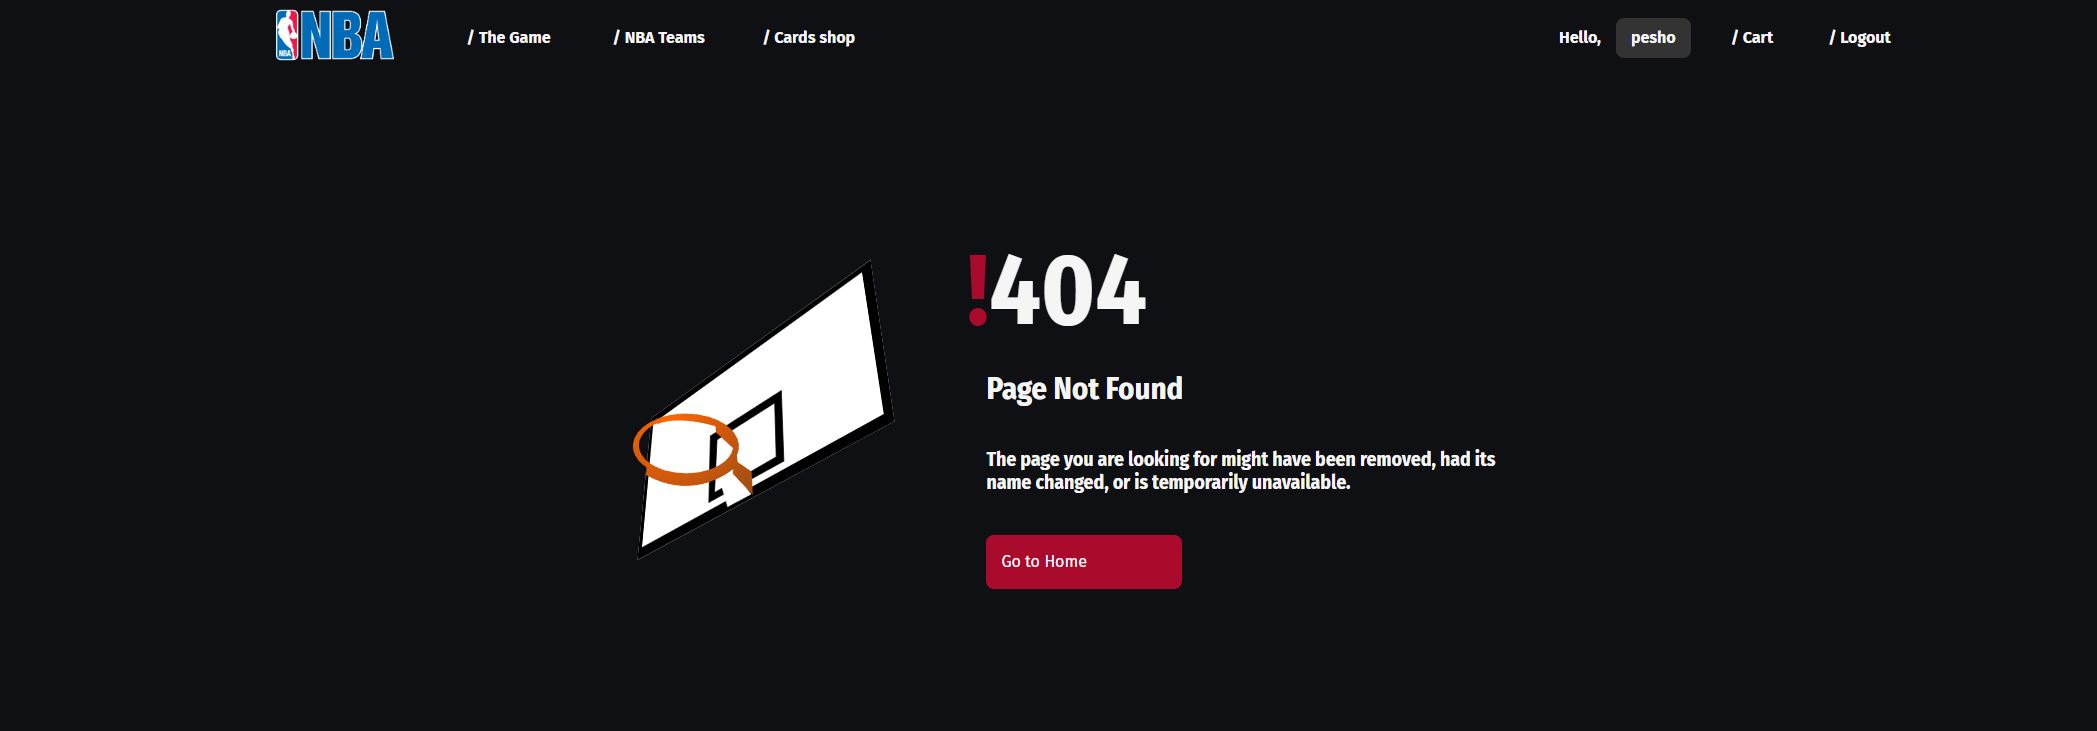 NBA NBA / The Game / NBA Teams / Cards shop Hello, pesho / Cart / Logout
!404
Page Not Found
The page you are looking for might have been removed, had its
name changed, or is temporarily unavailable.
Go to Home